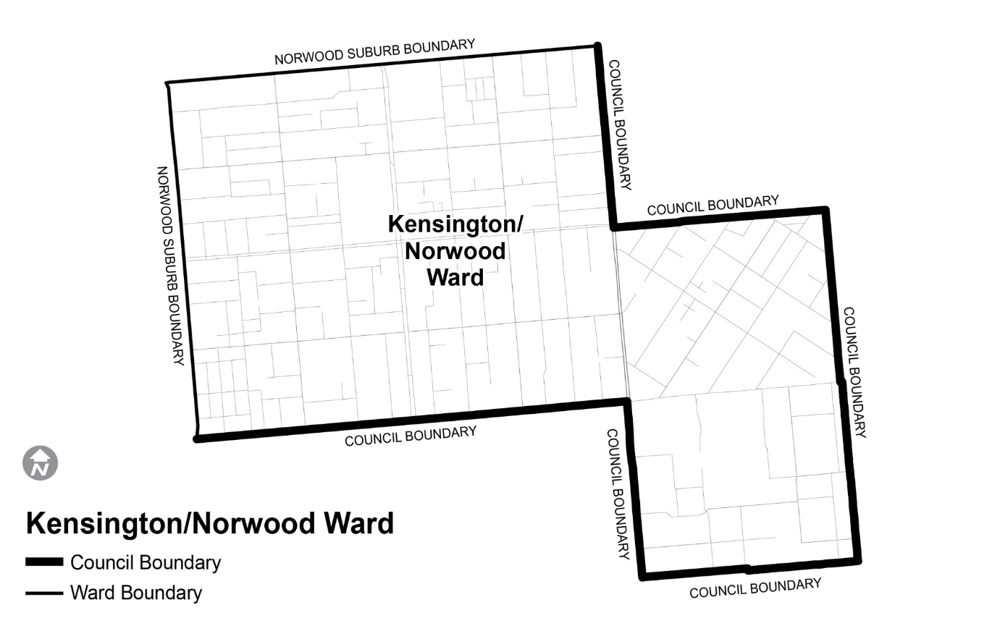 NORWOOD SUBURB BOUNDARY
COUNCIL BOUNDARY
NORWOOD SUBURB BOUNDARY
COUNCIL BOUNDARY
Kensington/
Norwood
Ward
COUNCIL BOUNDARY
COUNCIL BOUNDARY
COUNCIL BOUNDARY
COUNCIL BOUNDARY
N
Kensington/Norwood Ward
Council Boundary
Ward Boundary